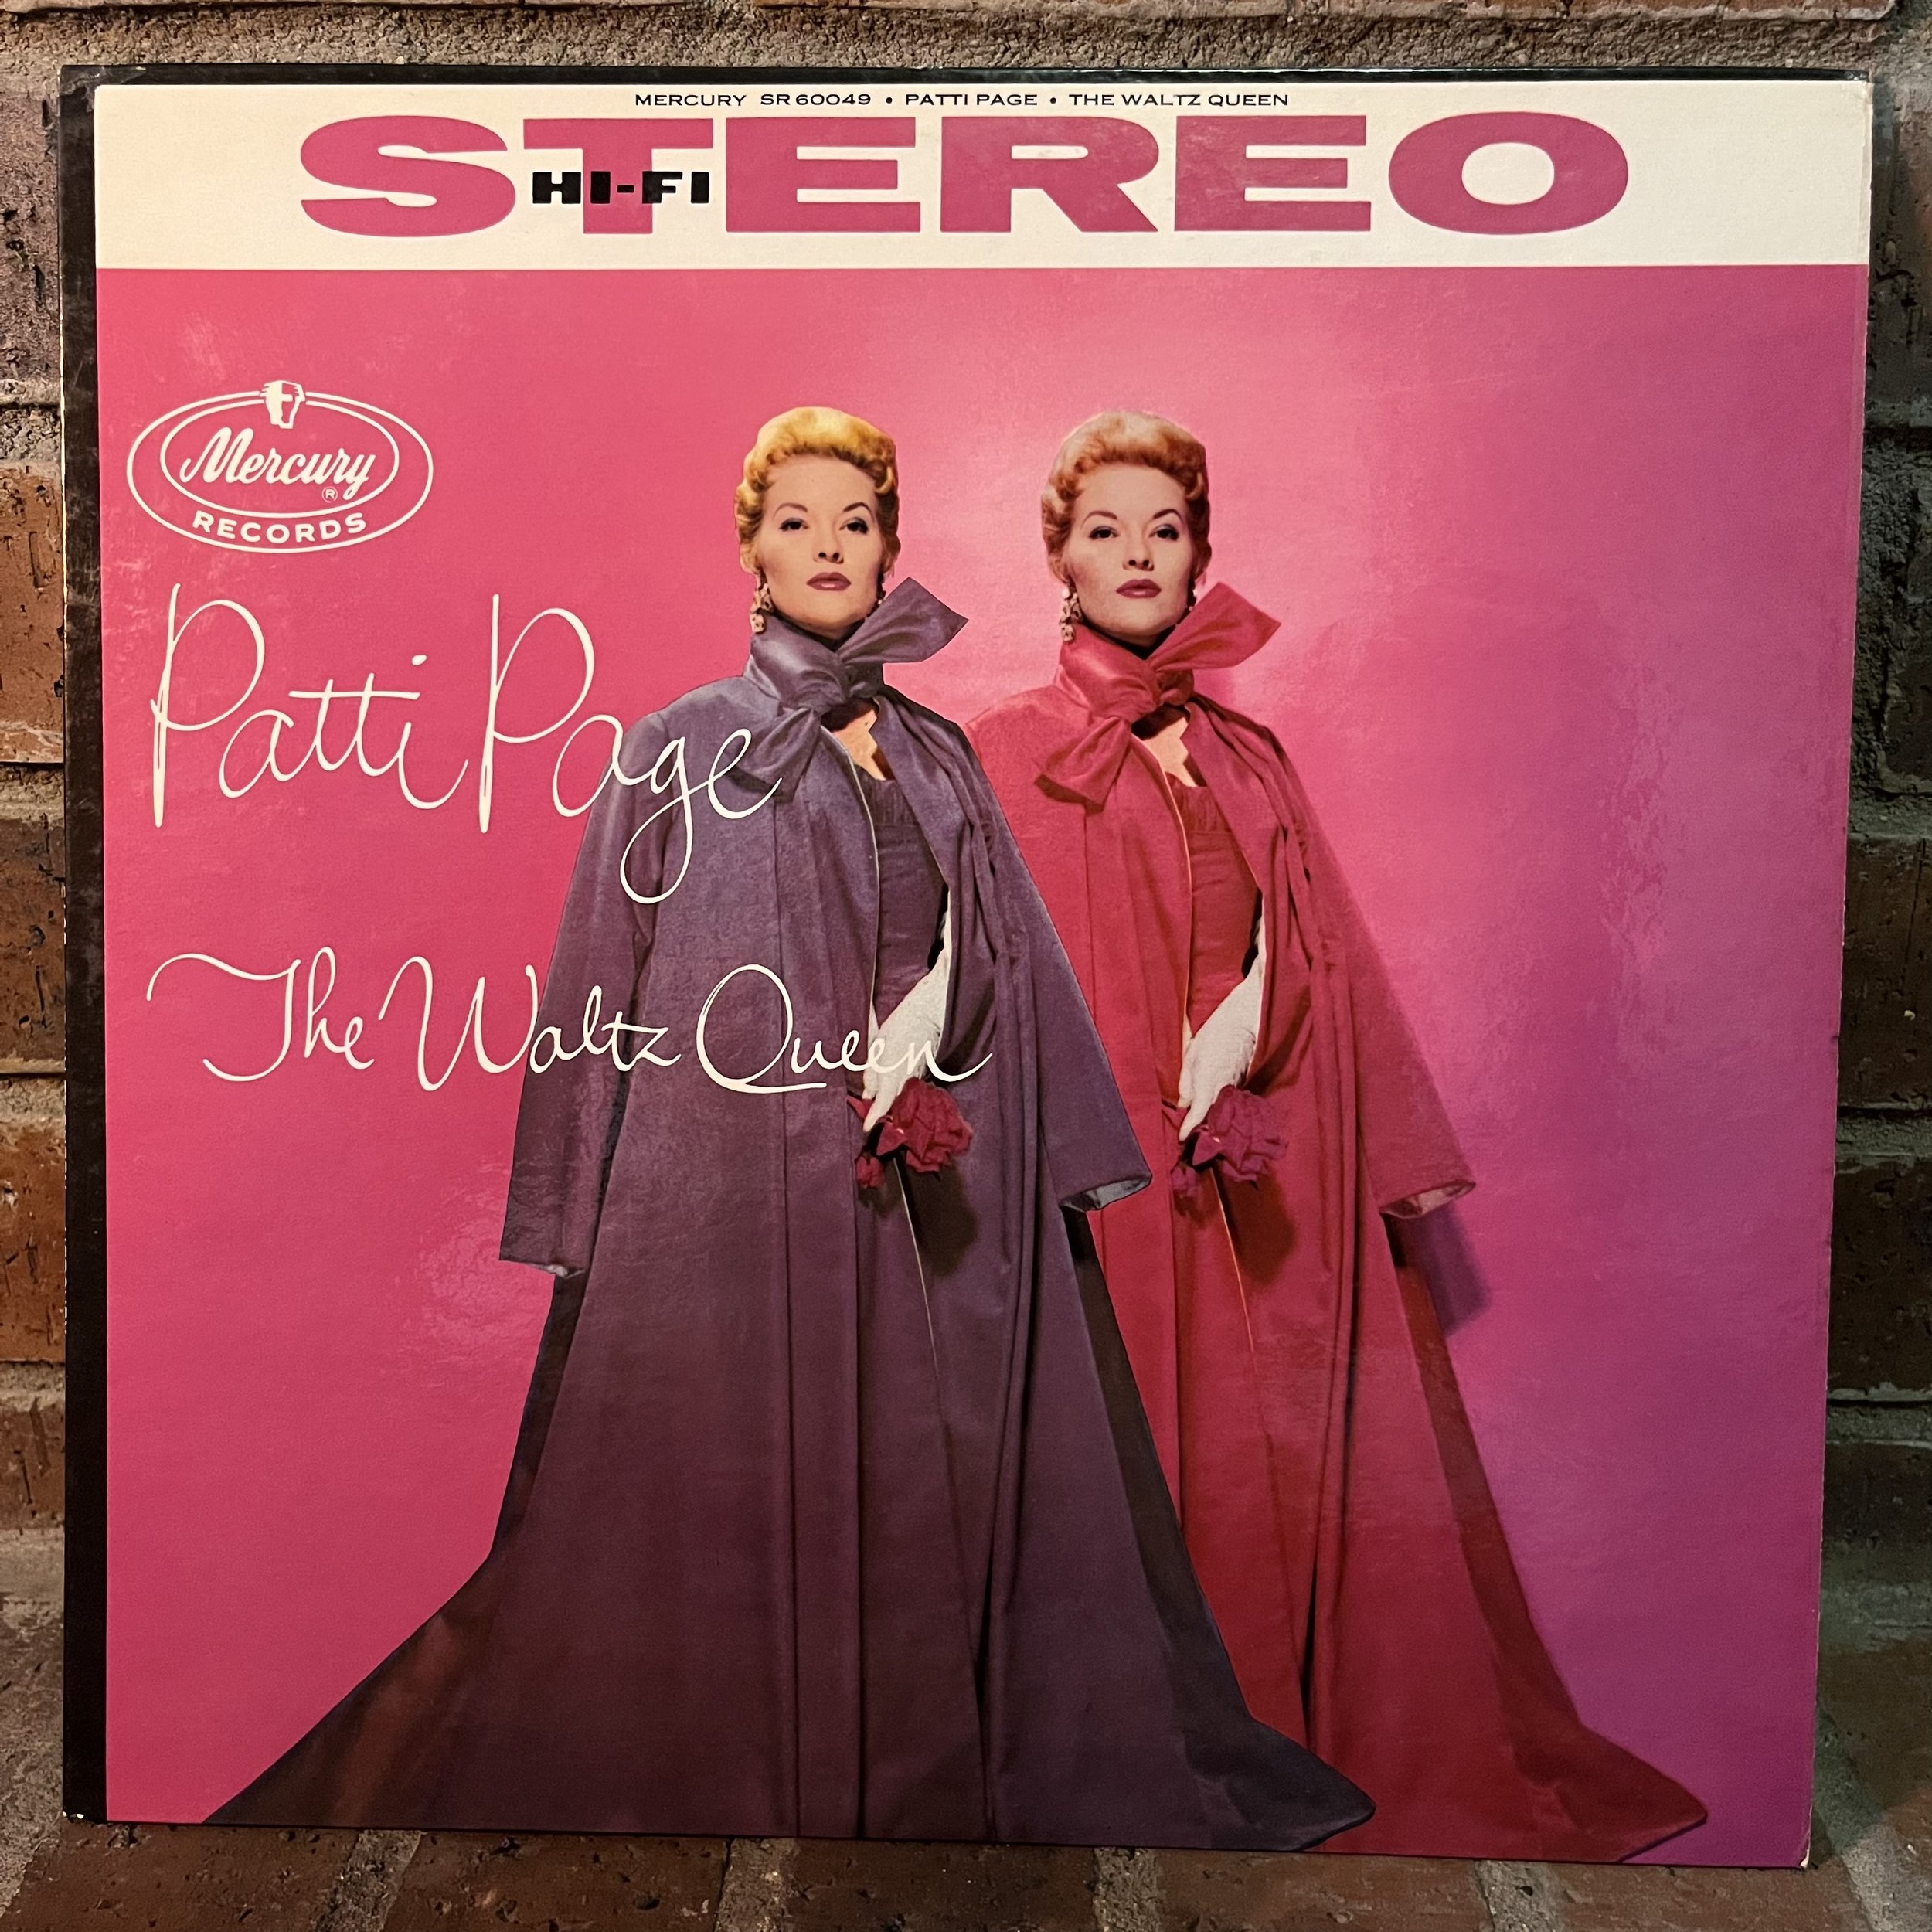 MERCURY SR 60049 • PATTI PAGE • THE WALTZ QUEEN
STEREO
HI-FI
Mercury ®
RECORDS
Patti Page
The Waltz Queen